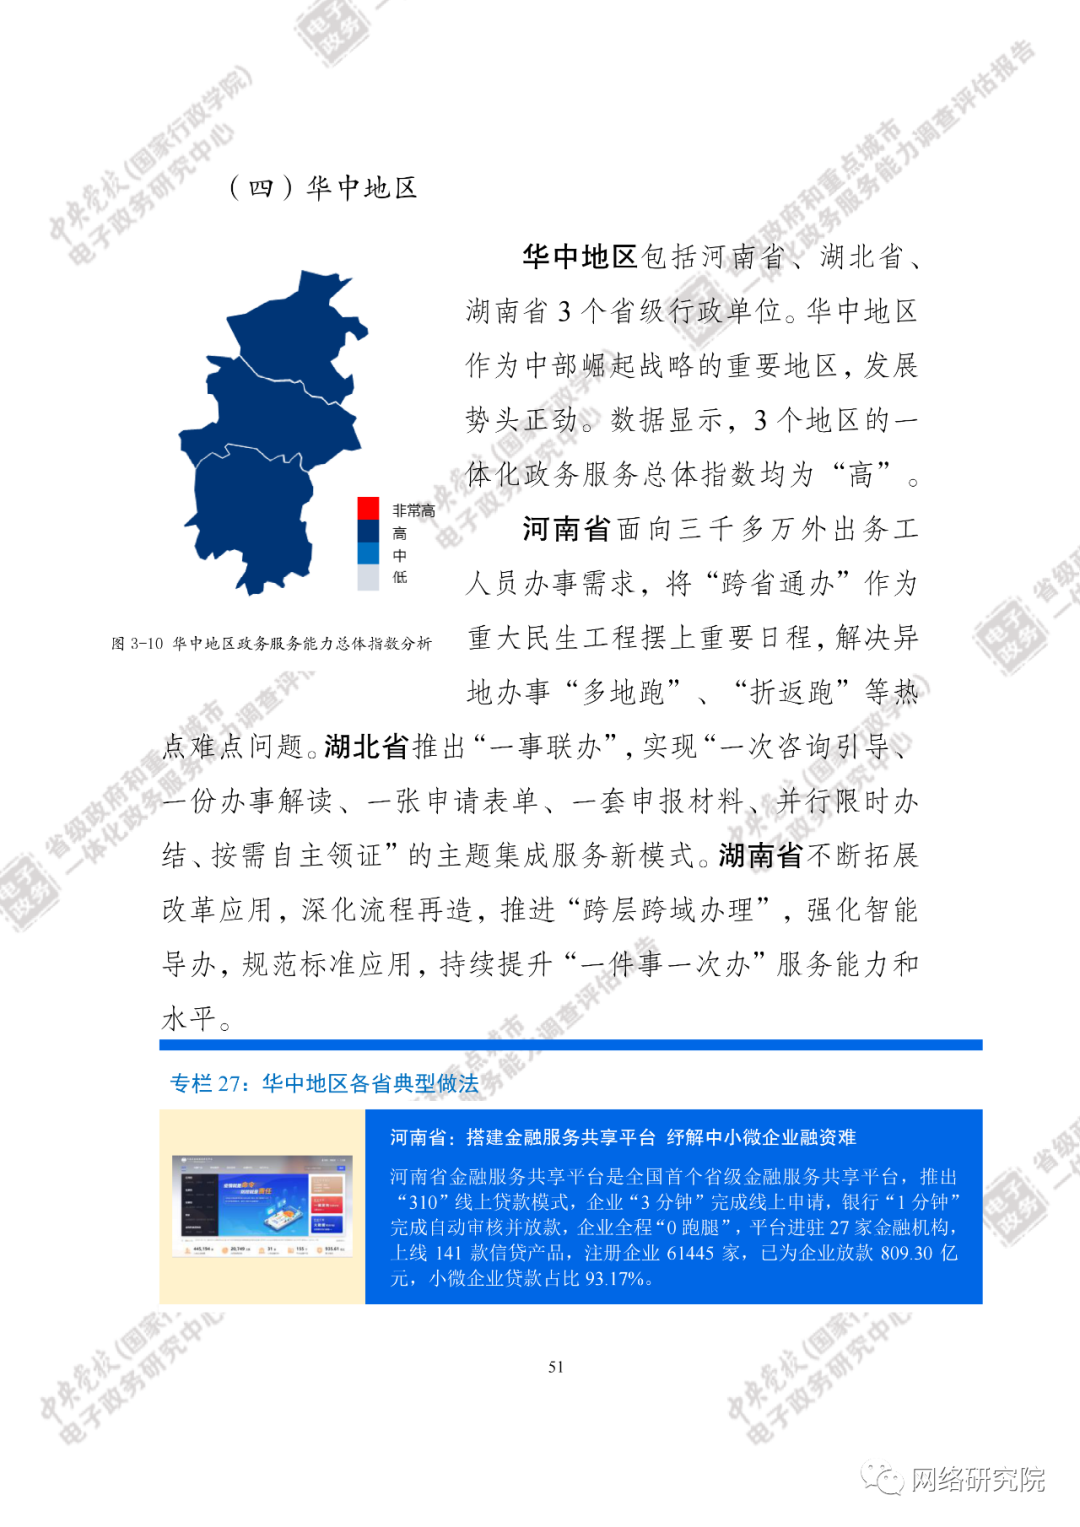 （四）华中地区
华中地区包括河南省、湖北省、
湖南省 3 个省级行政单位。华中地区
作为中部崛起战略的重要地区，发展
势头正劲。数据显示，3 个地区的一
体化政务服务总体指数均为“高”。
非常高
高
中
低
图 3-10 华中地区政务服务能力总体指数分析
河南省面向三千多万外出务工
人员办事需求，将“跨省通办”作为
重大民生工程摆上重要日程，解决异
地办事“多地跑”、“折返跑”等热
点难点问题。湖北省推出“一事联办”，实现“一次咨询引导、
一份办事解读、一张申请表单、一套申报材料、并行限时办
结、按需自主领证”的主题集成服务新模式。湖南省不断拓展
改革应用，深化流程再造，推进“跨层跨域办理”，强化智能
导办，规范标准应用，持续提升“一件事一次办”服务能力和
水平。
专栏 27：华中地区各省典型做法
河南省：搭建金融服务共享平台 纾解中小微企业融资难
河南省金融服务共享平台是全国首个省级金融服务共享平台，推出
“310”线上贷款模式，企业“3 分钟”完成线上申请，银行“1 分钟”
完成自动审核并放款，企业全程“0 跑腿”，平台进驻 27 家金融机构，
上线 141 款信贷产品，注册企业 61445 家，已为企业放款 809.30 亿
元，小微企业贷款占比 93.17%。
51
中央党校(国家行政学院)
电子政务研究中心
省级政府和重点城市
一体化政务服务能力调查评估报告
电子政务
网络研究院